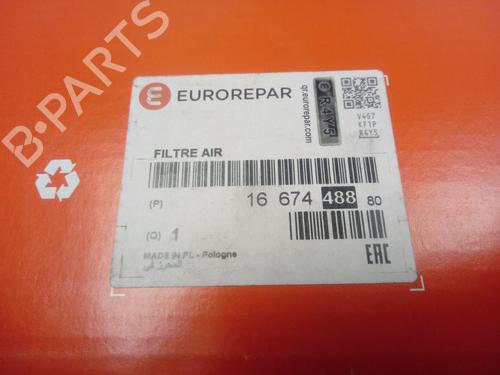 B-PARTS
EUROREPAR
qr.eurorepar.com
R4Y5
V4G7
KF1P
R4Y5
FILTRE AIR
(P) 16 674 488 80
(Q) 1
MADE IN PL - Pologne
EAC